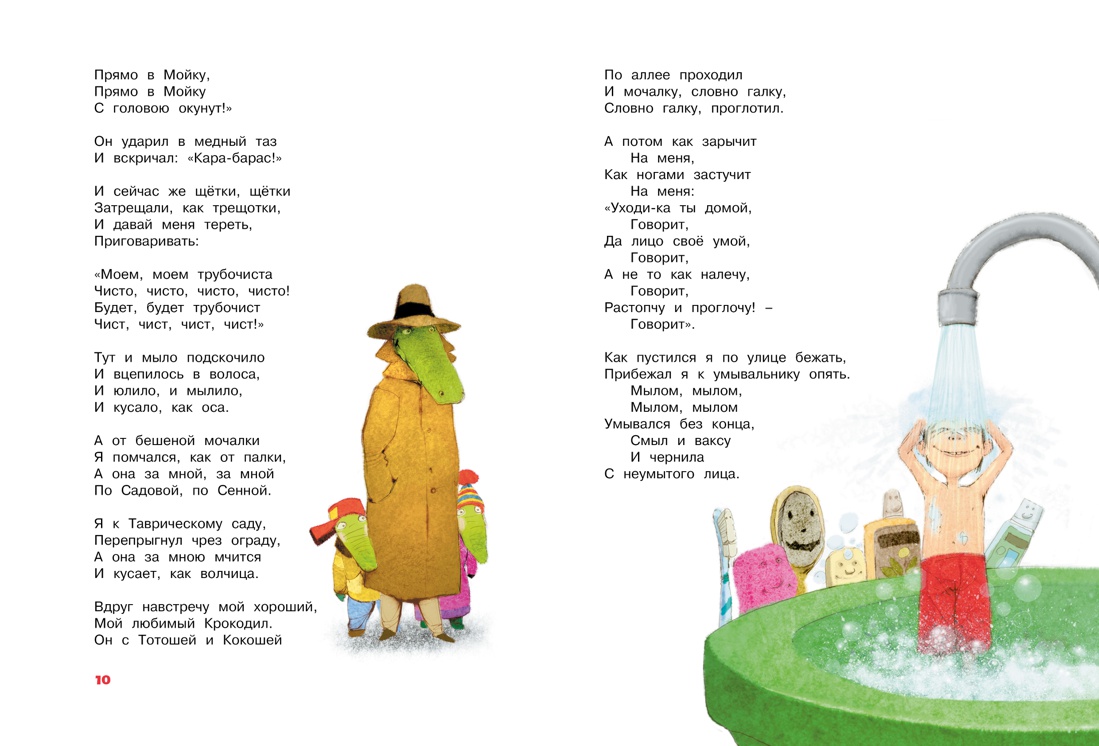 Прямо в Мойку,
Прямо в Мойку
С головою окунут!»
Он ударил в медный таз
И вскричал: «Кара-барас!»
И сейчас же щётки, щётки
Затрещали, как трещотки,
И давай меня тереть,
Приговаривать:
«Моем, моем трубочиста
Чисто, чисто, чисто, чисто!
Будет, будет трубочист
Чист, чист, чист, чист!»
Тут и мыло подскочило
И вцепилось в волоса,
И юлило, и мылило,
И кусало, как оса.
А от бешеной мочалки
Я помчался, как от палки,
А она за мной, за мной
По Садовой, по Сенной.
Я к Таврическому саду,
Перепрыгнул чрез ограду,
А она за мною мчится
И кусает, как волчица.
Вдруг навстречу мой хороший,
Мой любимый Крокодил.
Он с Тотошей и Кокошей
10
По аллее проходил
И мочалку, словно галку,
Словно галку, проглотил.
А потом как зарычит
На меня,
Как ногами застучит
На меня:
«Уходи-ка ты домой,
Говорит,
Да лицо своё умой,
Говорит,
А не то как налечу,
Говорит,
Растопчу и проглочу! –
Говорит».
Как пустился я по улице бежать,
Прибежал я к умывальнику опять.
Мылом, мылом,
Мылом, мылом
Умывался без конца,
Смыл и ваксу
И чернила
С неумытого лица.